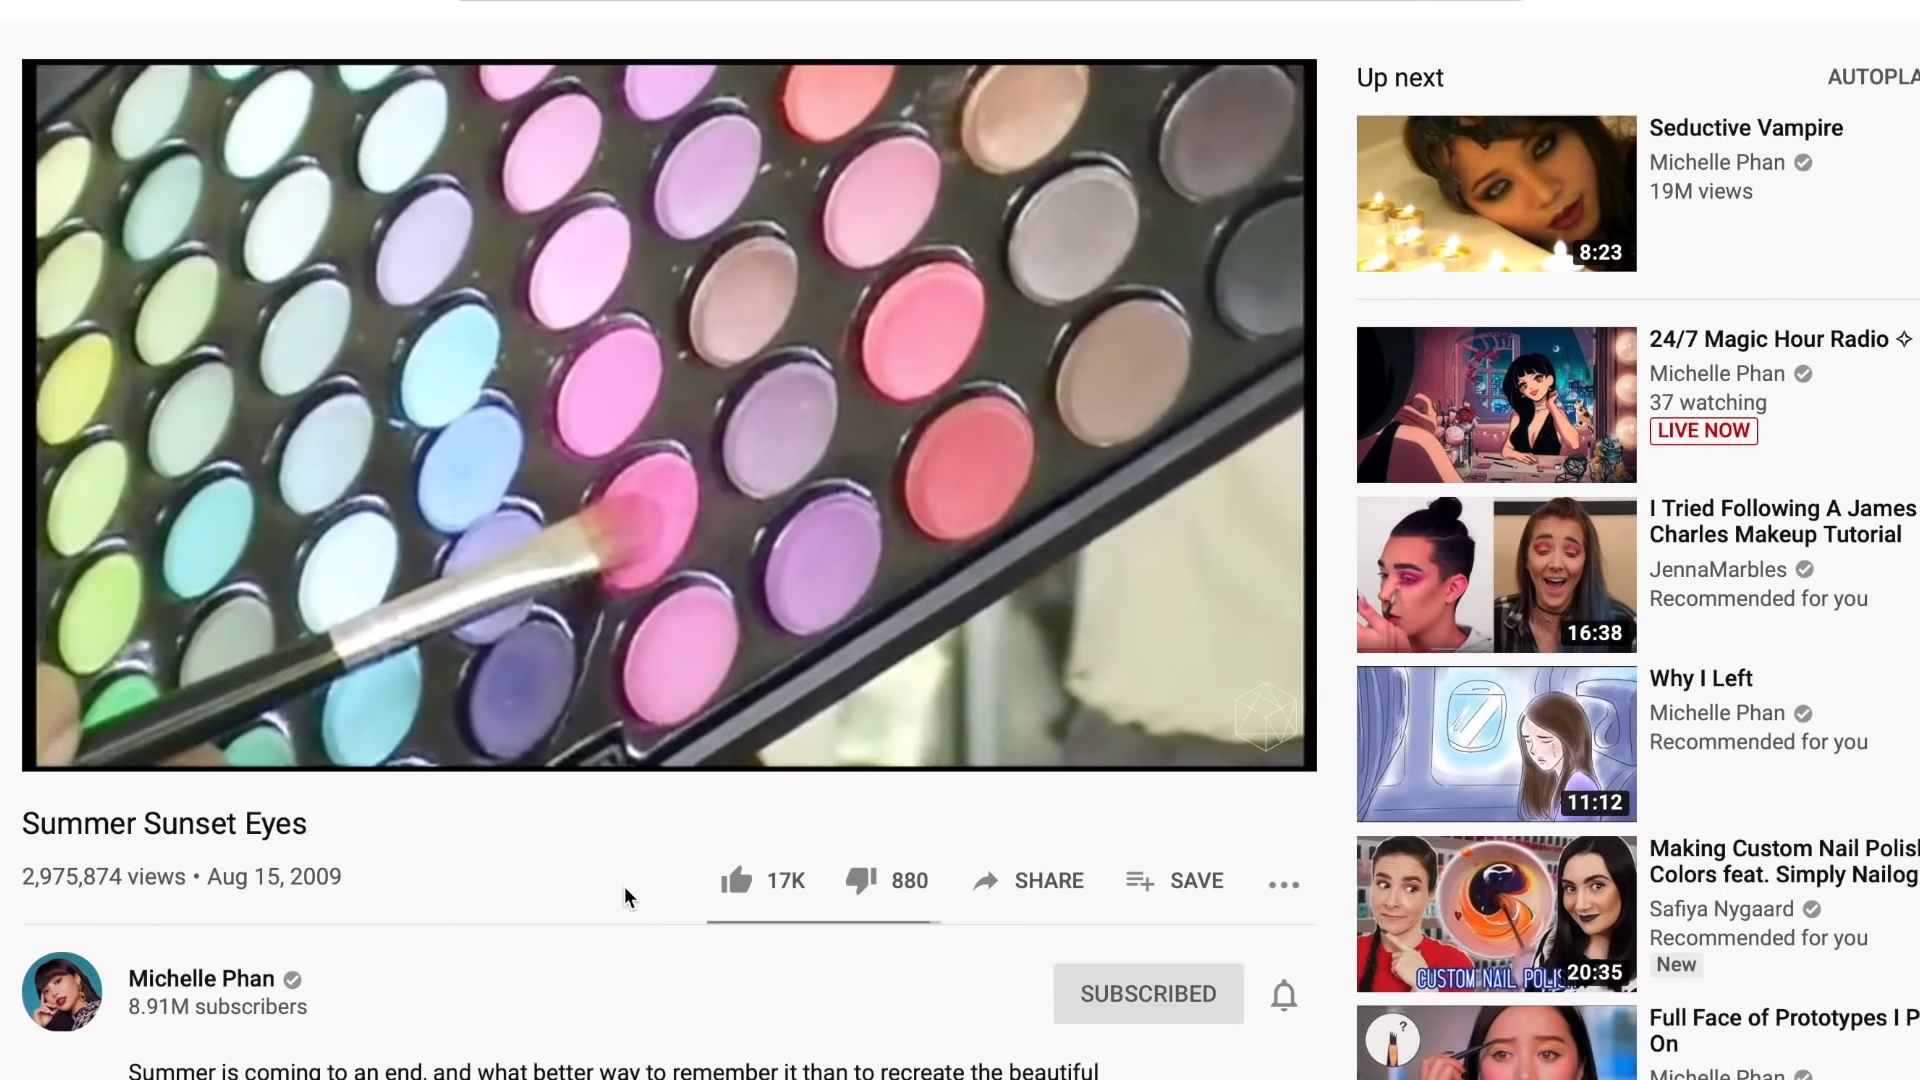 Up next
AUTOPLA
Seductive Vampire
Michelle Phan
19M views
8:23
24/7 Magic Hour Radio ✧
Michelle Phan
37 watching
LIVE NOW
I Tried Following A James
Charles Makeup Tutorial
JennaMarbles
Recommended for you
16:38
Why I Left
Michelle Phan
Recommended for you
11:12
Making Custom Nail Polis
Colors feat. Simply Nailog
Safiya Nygaard
Recommended for you
New
CUSTOM NAIL POLIS
20:35
Full Face of Prototypes I P
On
Michelle Phan
?
Summer Sunset Eyes
2,975,874 views • Aug 15, 2009
17K
880
SHARE
SAVE
Michelle Phan
8.91M subscribers
SUBSCRIBED
Summer is coming to an end, and what better way to remember it than to recreate the beautiful